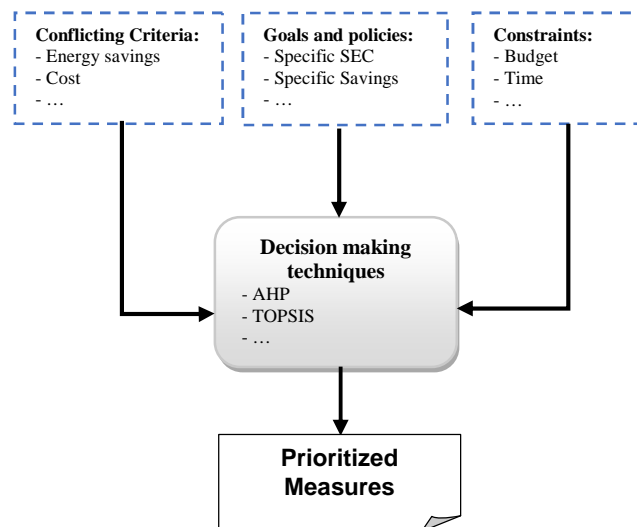 Conflicting Criteria:
- Energy savings
- Cost
- …
Goals and policies:
- Specific SEC
- Specific Savings
- …
Constraints:
- Budget
- Time
- …
Decision making
techniques
- AHP
- TOPSIS
- …
Prioritized
Measures